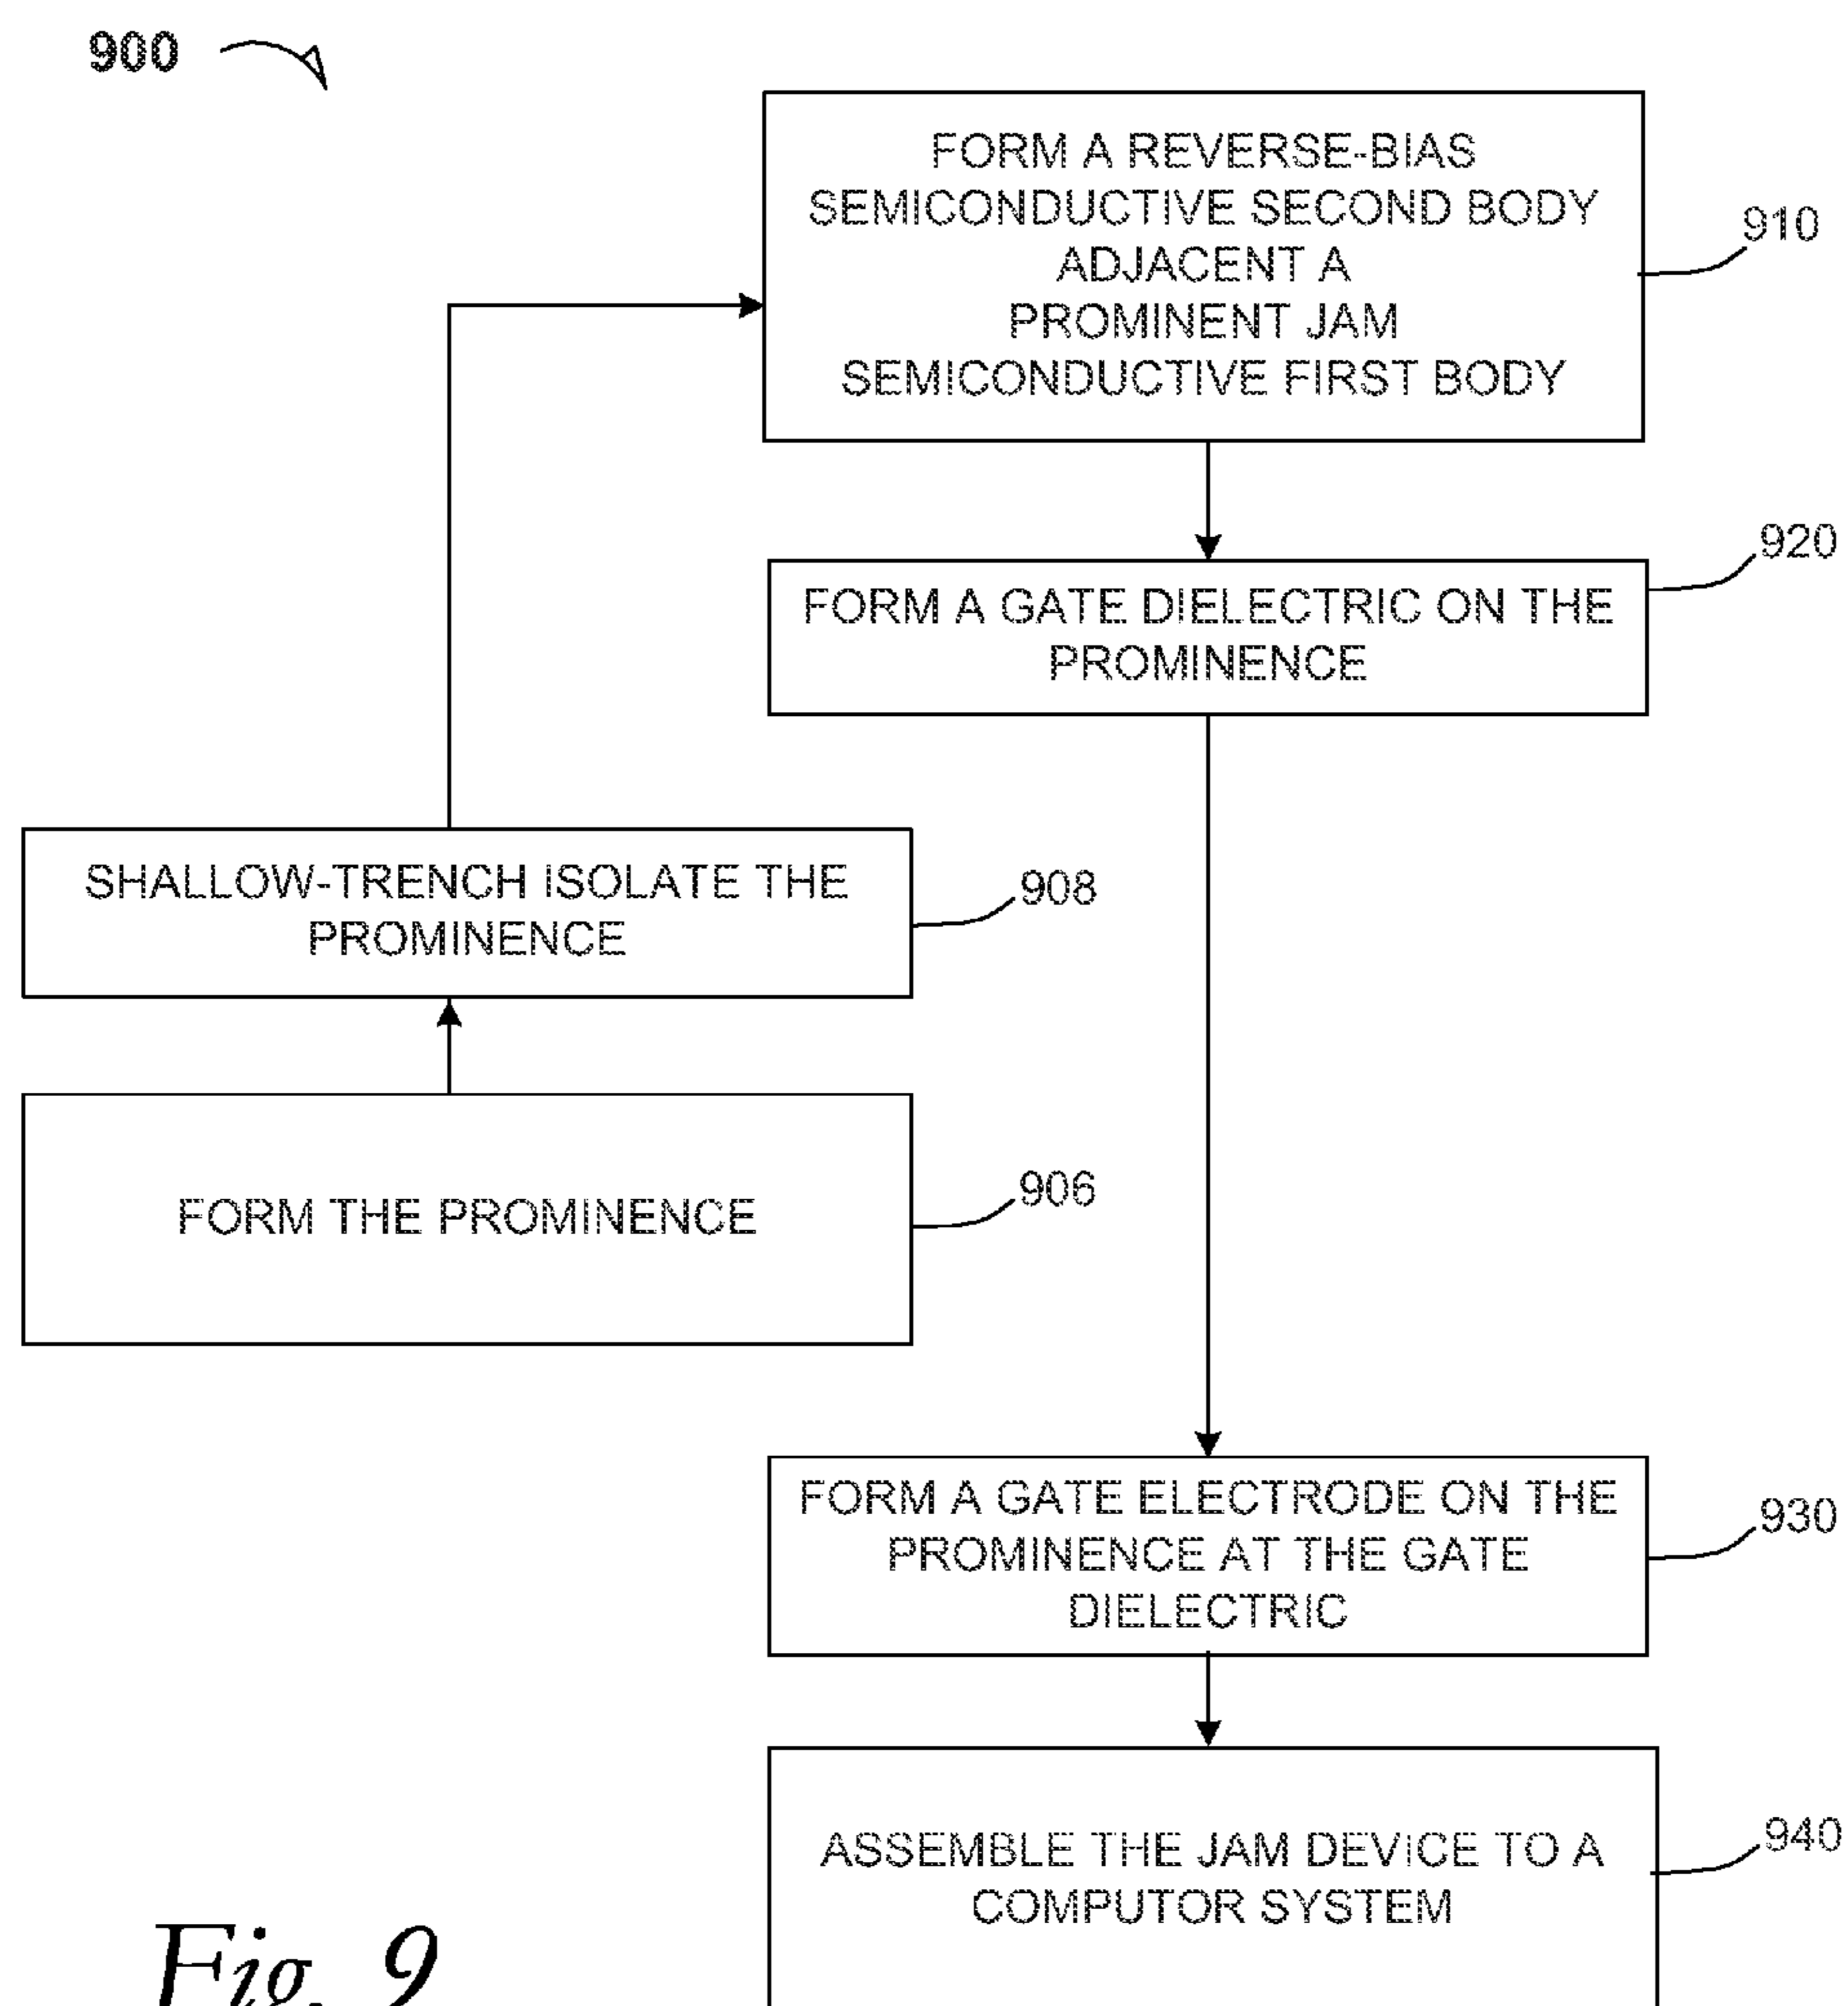 900
FORM A REVERSE-BIAS
SEMICONDUCTIVE SECOND BODY
ADJACENT A
PROMINENT JAM
SEMICONDUCTIVE FIRST BODY
910
FORM A GATE DIELECTRIC ON THE
PROMINENCE
920
SHALLOW-TRENCH ISOLATE THE
PROMINENCE
908
FORM THE PROMINENCE
906
FORM A GATE ELECTRODE ON THE
PROMINENCE AT THE GATE
DIELECTRIC
930
ASSEMBLE THE JAM DEVICE TO A
COMPUTOR SYSTEM
940
Fig. 9